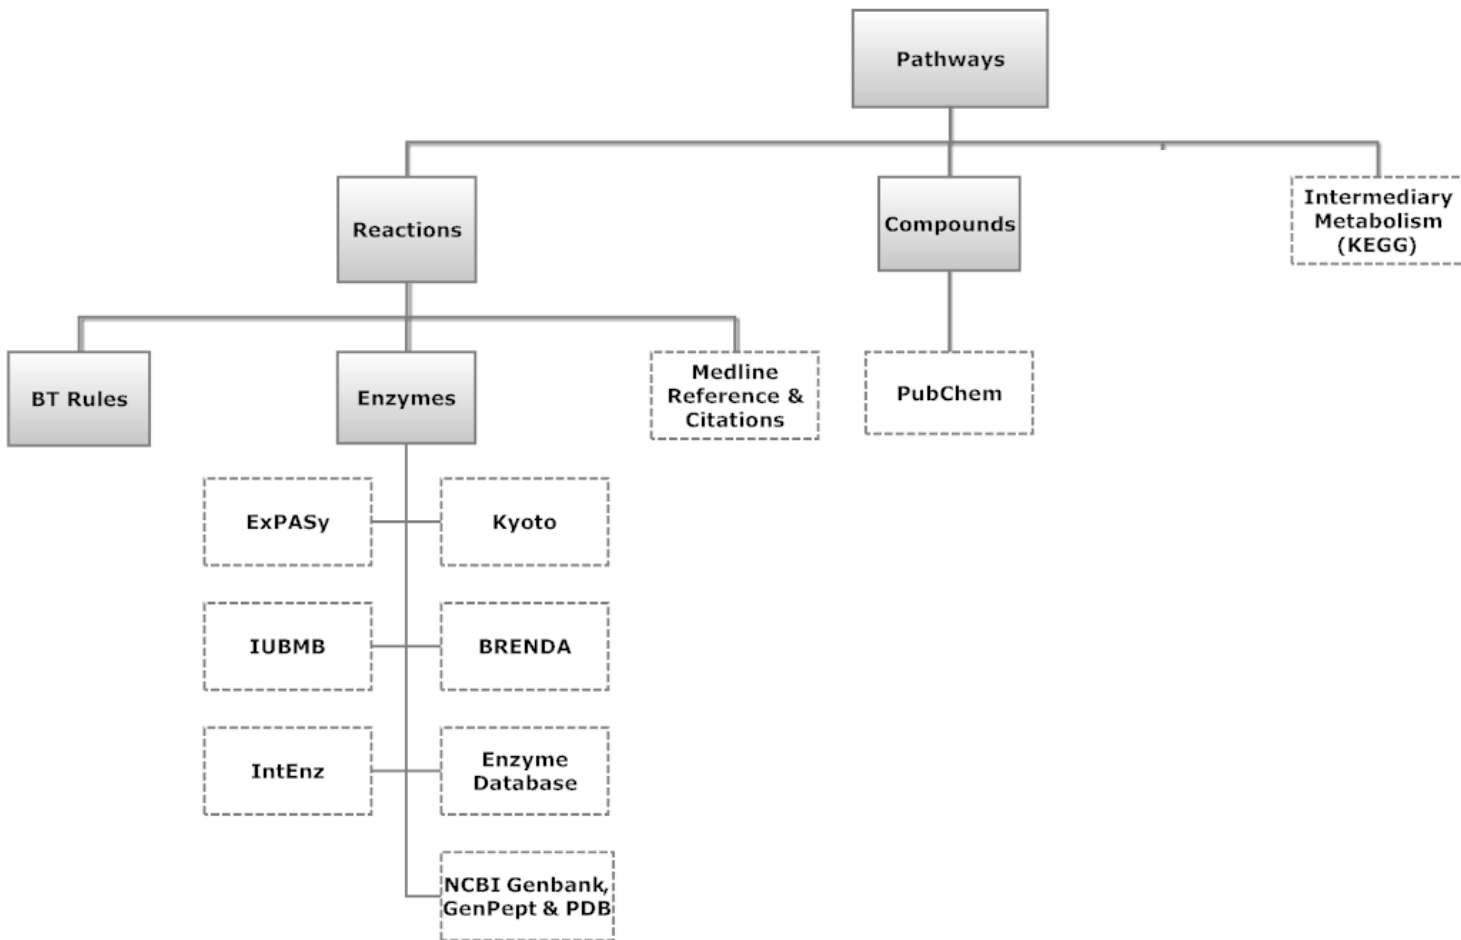 Pathways
Reactions
Compounds
Intermediary
Metabolism
(KEGG)
BT Rules
Enzymes
Medline
Reference &
Citations
PubChem
ExPASy
Kyoto
IUBMB
BRENDA
IntEnz
Enzyme
Database
NCBI Genbank,
GenPept & PDB